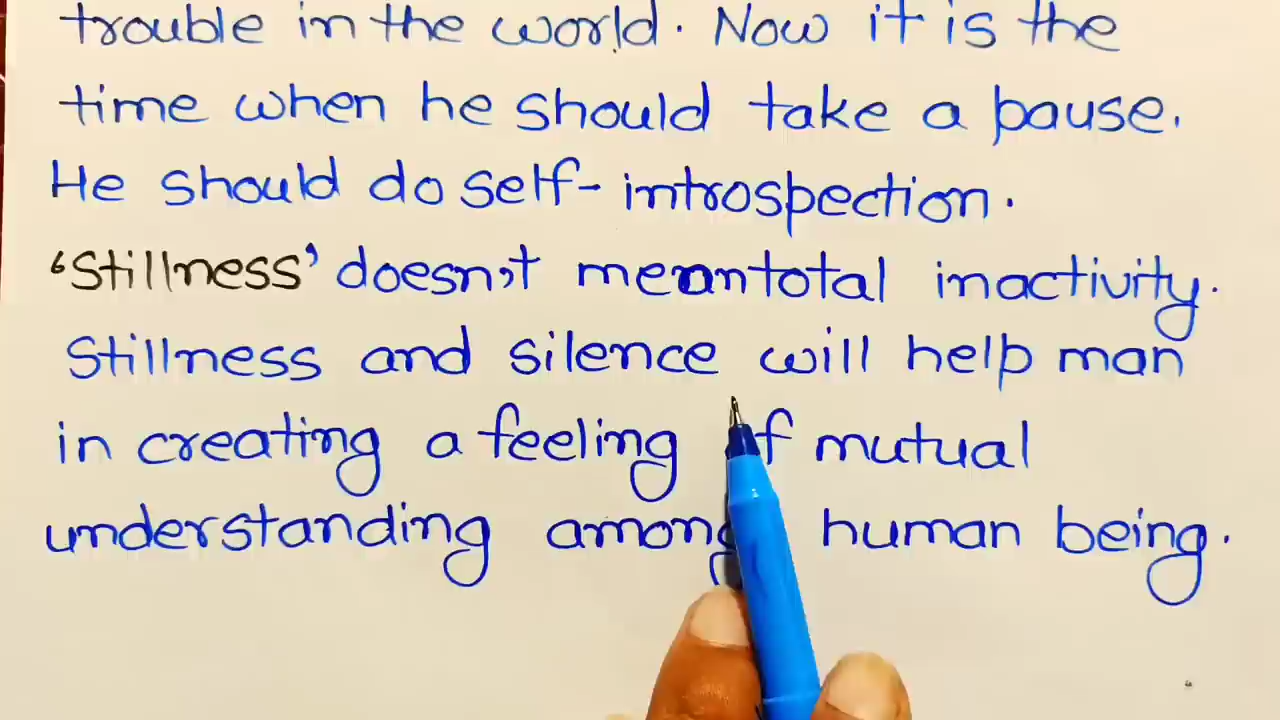 trouble in the world. Now it is the
time when he should take a pause.
He should do self-introspection.
'Stillness' doesn't mean total inactivity.
Stillness and silence will help man
in creating a feeling of mutual
understanding among human being.